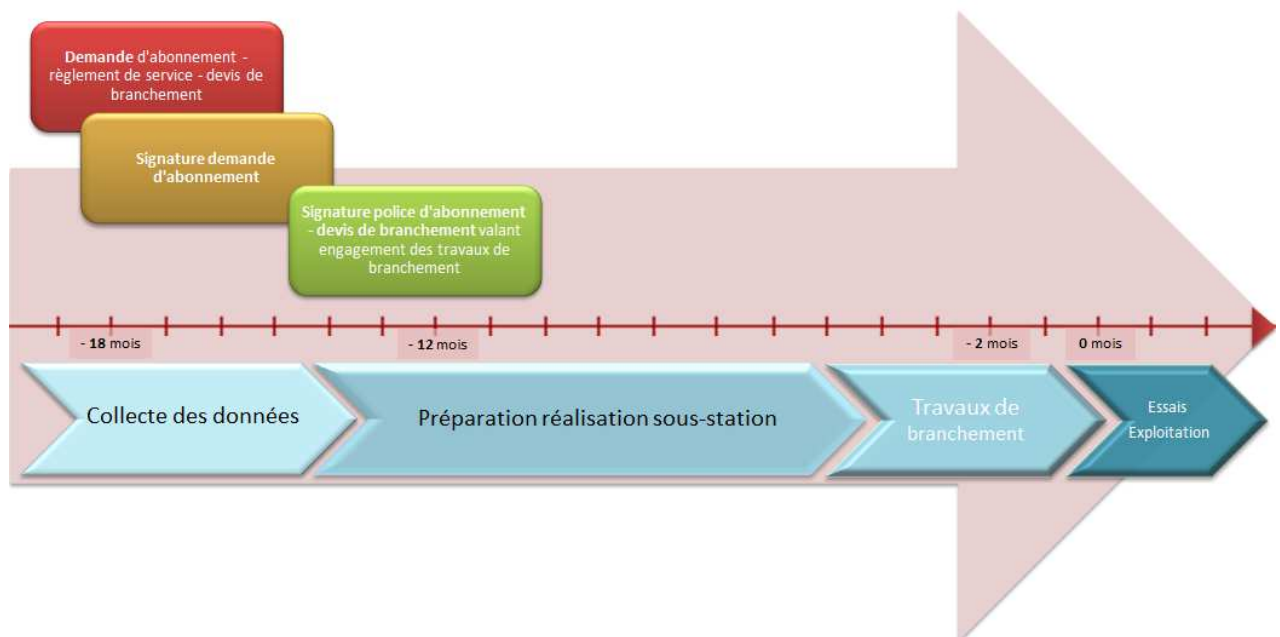 Demande d'abonnement -
règlement de service - devis de
branchement
Signature demande
d'abonnement
Signature police d'abonnement
- devis de branchement valant
engagement des travaux de
branchement
- 18 mois
- 12 mois
- 2 mois
0 mois
Collecte des données
Préparation réalisation sous-station
Travaux de
branchement
Essais
Exploitation